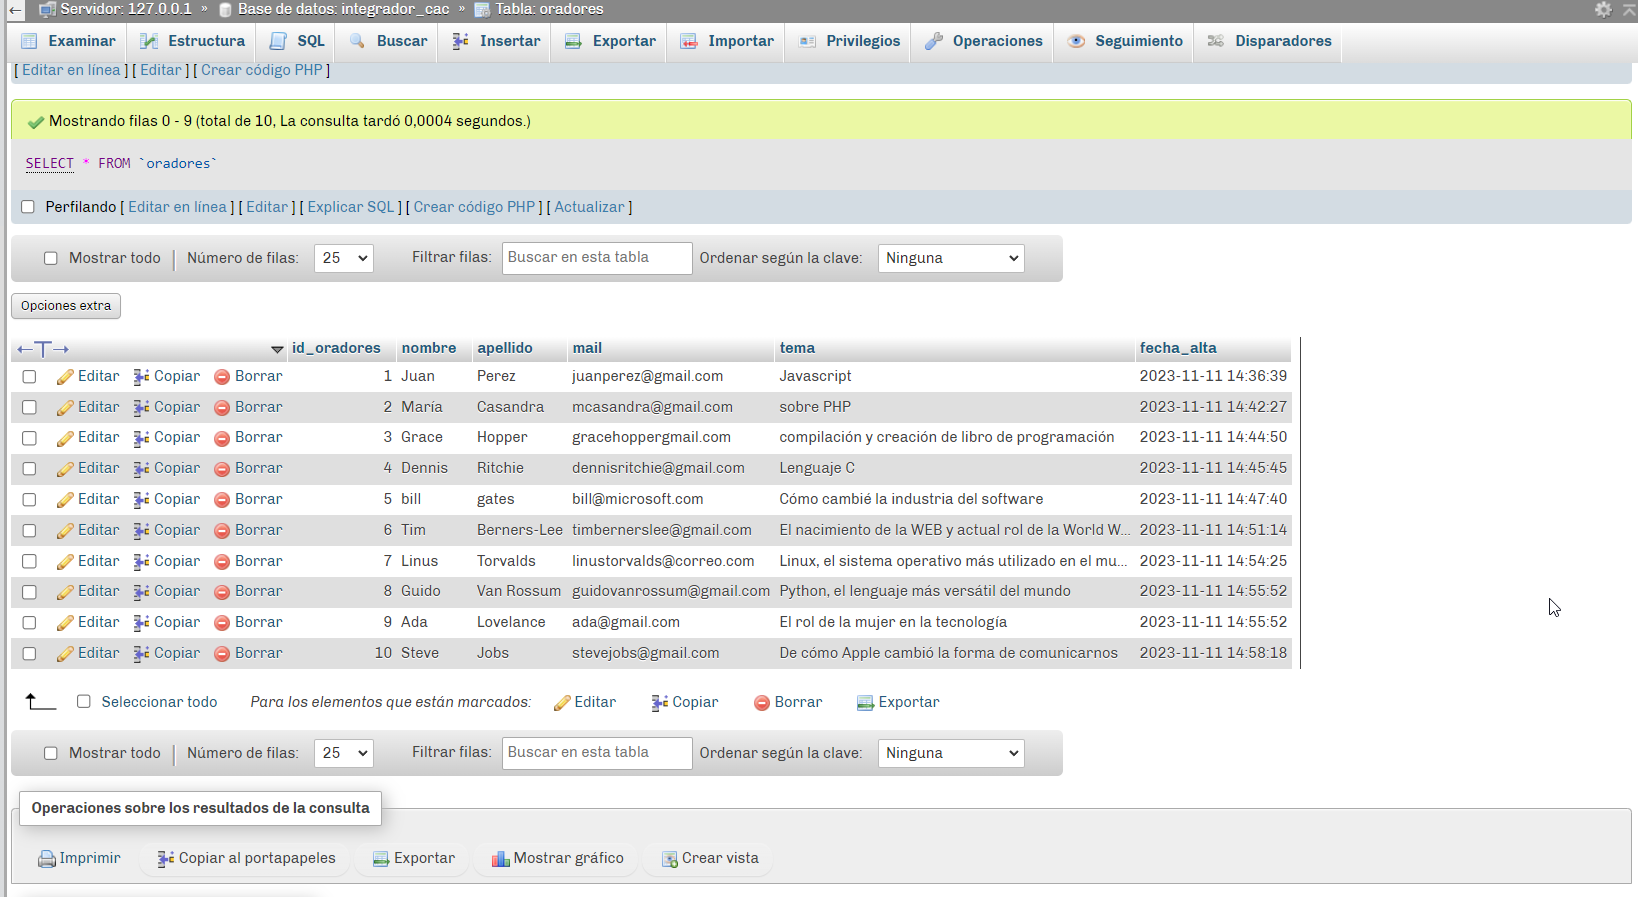 Servidor: 127.0.0.1 » Base de datos: integrador_cac » Tabla: oradores
Examinar Estructura SQL Buscar Insertar Exportar Importar Privilegios Operaciones Seguimiento Disparadores
[ Editar en línea ] [ Editar ] [ Crear código PHP ]
Mostrando filas 0 - 9 (total de 10, La consulta tardó 0,0004 segundos.)
SELECT * FROM `oradores`
Perfilando [ Editar en línea ] [ Editar ] [ Explicar SQL ] [ Crear código PHP ] [ Actualizar ]
Mostrar todo | Número de filas: 25 Filtrar filas: Buscar en esta tabla Ordenar según la clave: Ninguna
Opciones extra
←T→ id_oradores nombre apellido mail tema fecha_alta
Editar Copiar Borrar 1 Juan Perez juanperez@gmail.com Javascript 2023-11-11 14:36:39
Editar Copiar Borrar 2 María Casandra mcasandra@gmail.com sobre PHP 2023-11-11 14:42:27
Editar Copiar Borrar 3 Grace Hopper gracehoppergmail.com compilación y creación de libro de programación 2023-11-11 14:44:50
Editar Copiar Borrar 4 Dennis Ritchie dennisritchie@gmail.com Lenguaje C 2023-11-11 14:45:45
Editar Copiar Borrar 5 bill gates bill@microsoft.com Cómo cambié la industria del software 2023-11-11 14:47:40
Editar Copiar Borrar 6 Tim Berners-Lee timbernerslee@gmail.com El nacimiento de la WEB y actual rol de la World W... 2023-11-11 14:51:14
Editar Copiar Borrar 7 Linus Torvalds linustorvalds@correo.com Linux, el sistema operativo más utilizado en el mu... 2023-11-11 14:54:25
Editar Copiar Borrar 8 Guido Van Rossum guidovanrossum@gmail.com Python, el lenguaje más versátil del mundo 2023-11-11 14:55:52
Editar Copiar Borrar 9 Ada Lovelance ada@gmail.com El rol de la mujer en la tecnología 2023-11-11 14:55:52
Editar Copiar Borrar 10 Steve Jobs stevejobs@gmail.com De cómo Apple cambió la forma de comunicarnos 2023-11-11 14:58:18
Seleccionar todo Para los elementos que están marcados: Editar Copiar Borrar Exportar
Mostrar todo | Número de filas: 25 Filtrar filas: Buscar en esta tabla Ordenar según la clave: Ninguna
Operaciones sobre los resultados de la consulta
Imprimir Copiar al portapapeles Exportar Mostrar gráfico Crear vista